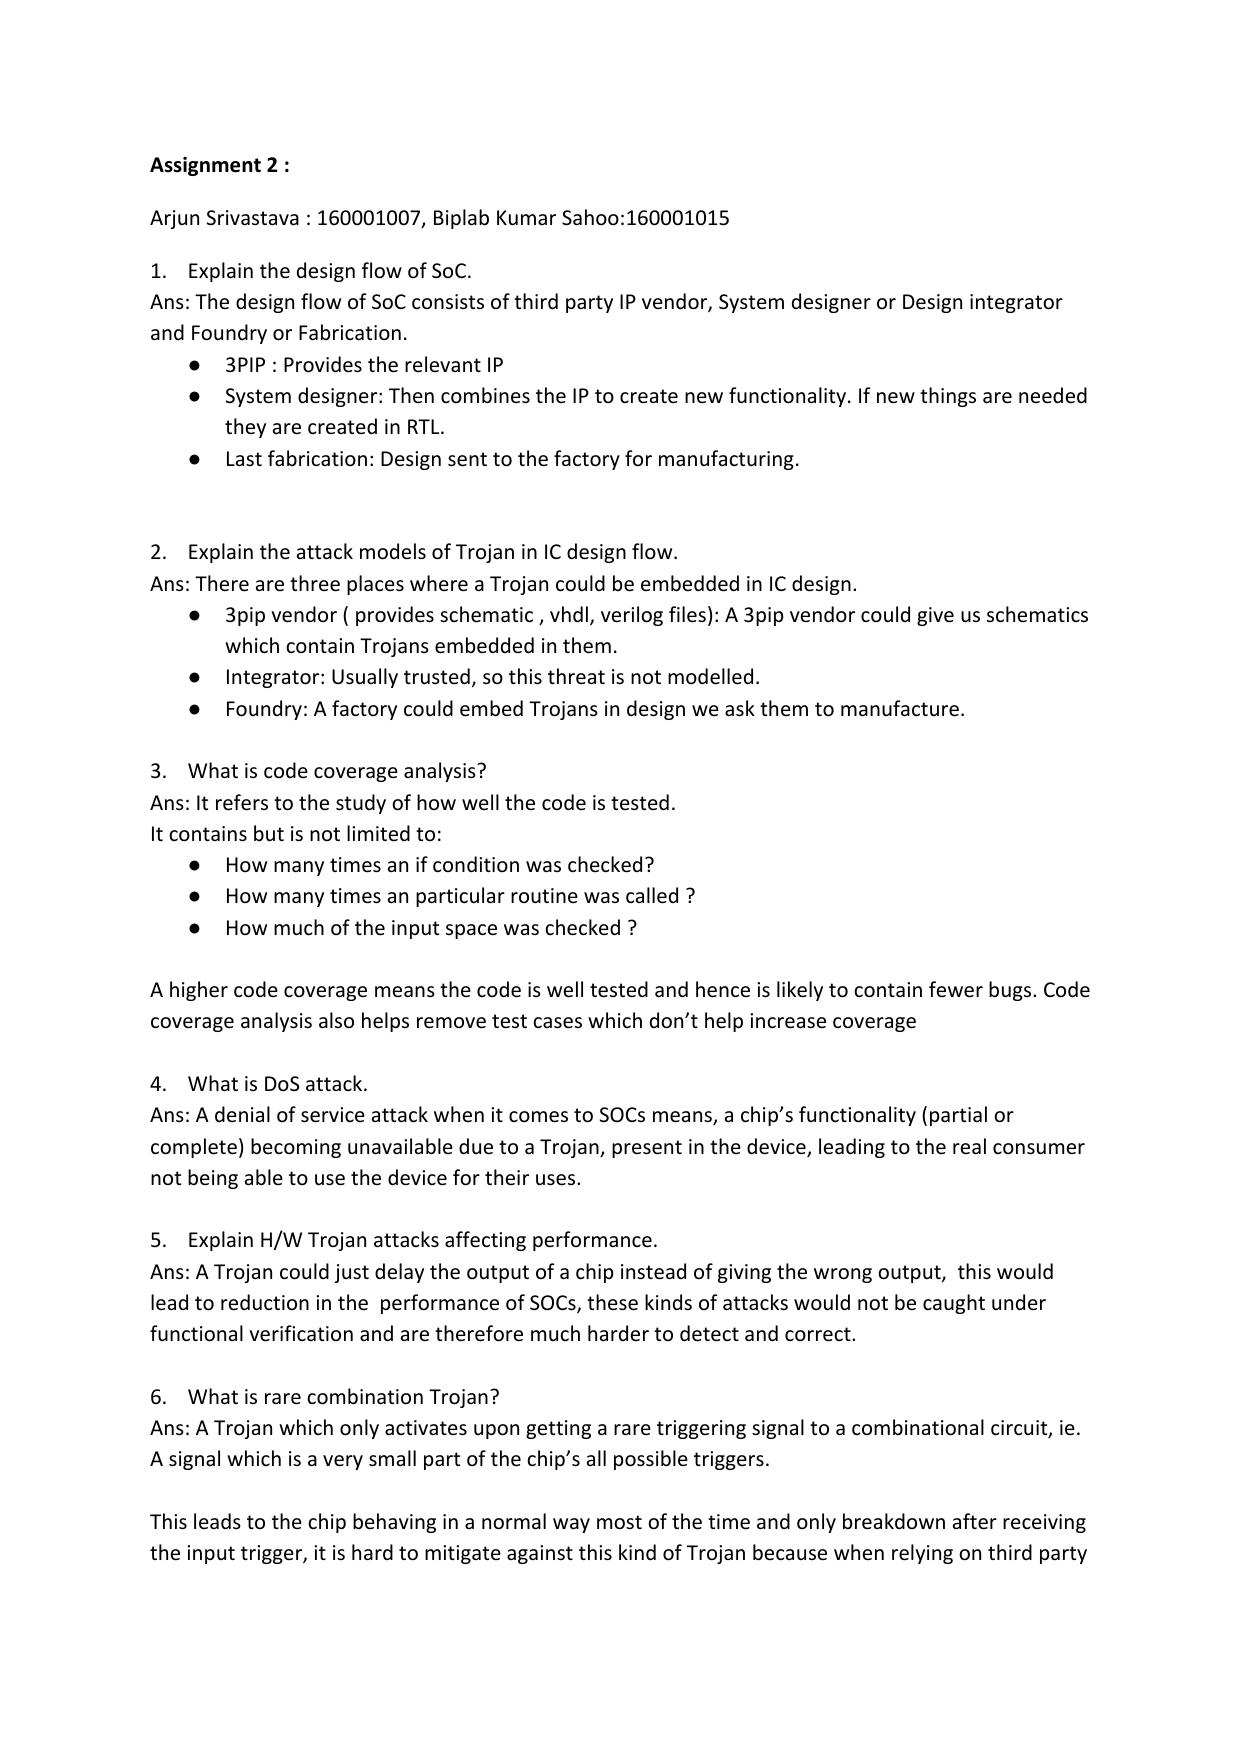 Assignment 2 :
Arjun Srivastava : 160001007, Biplab Kumar Sahoo:160001015
1. Explain the design flow of SoC.
Ans: The design flow of SoC consists of third party IP vendor, System designer or Design integrator
and Foundry or Fabrication.
● 3PIP : Provides the relevant IP
● System designer: Then combines the IP to create new functionality. If new things are needed
they are created in RTL.
● Last fabrication: Design sent to the factory for manufacturing.
2. Explain the attack models of Trojan in IC design flow.
Ans: There are three places where a Trojan could be embedded in IC design.
● 3pip vendor ( provides schematic , vhdl, verilog files): A 3pip vendor could give us schematics
which contain Trojans embedded in them.
● Integrator: Usually trusted, so this threat is not modelled.
● Foundry: A factory could embed Trojans in design we ask them to manufacture.
3. What is code coverage analysis?
Ans: It refers to the study of how well the code is tested.
It contains but is not limited to:
● How many times an if condition was checked?
● How many times an particular routine was called ?
● How much of the input space was checked ?
A higher code coverage means the code is well tested and hence is likely to contain fewer bugs. Code
coverage analysis also helps remove test cases which don’t help increase coverage
4. What is DoS attack.
Ans: A denial of service attack when it comes to SOCs means, a chip’s functionality (partial or
complete) becoming unavailable due to a Trojan, present in the device, leading to the real consumer
not being able to use the device for their uses.
5. Explain H/W Trojan attacks affecting performance.
Ans: A Trojan could just delay the output of a chip instead of giving the wrong output,  this would
lead to reduction in the  performance of SOCs, these kinds of attacks would not be caught under
functional verification and are therefore much harder to detect and correct.
6. What is rare combination Trojan?
Ans: A Trojan which only activates upon getting a rare triggering signal to a combinational circuit, ie.
A signal which is a very small part of the chip’s all possible triggers.
This leads to the chip behaving in a normal way most of the time and only breakdown after receiving
the input trigger, it is hard to mitigate against this kind of Trojan because when relying on third party